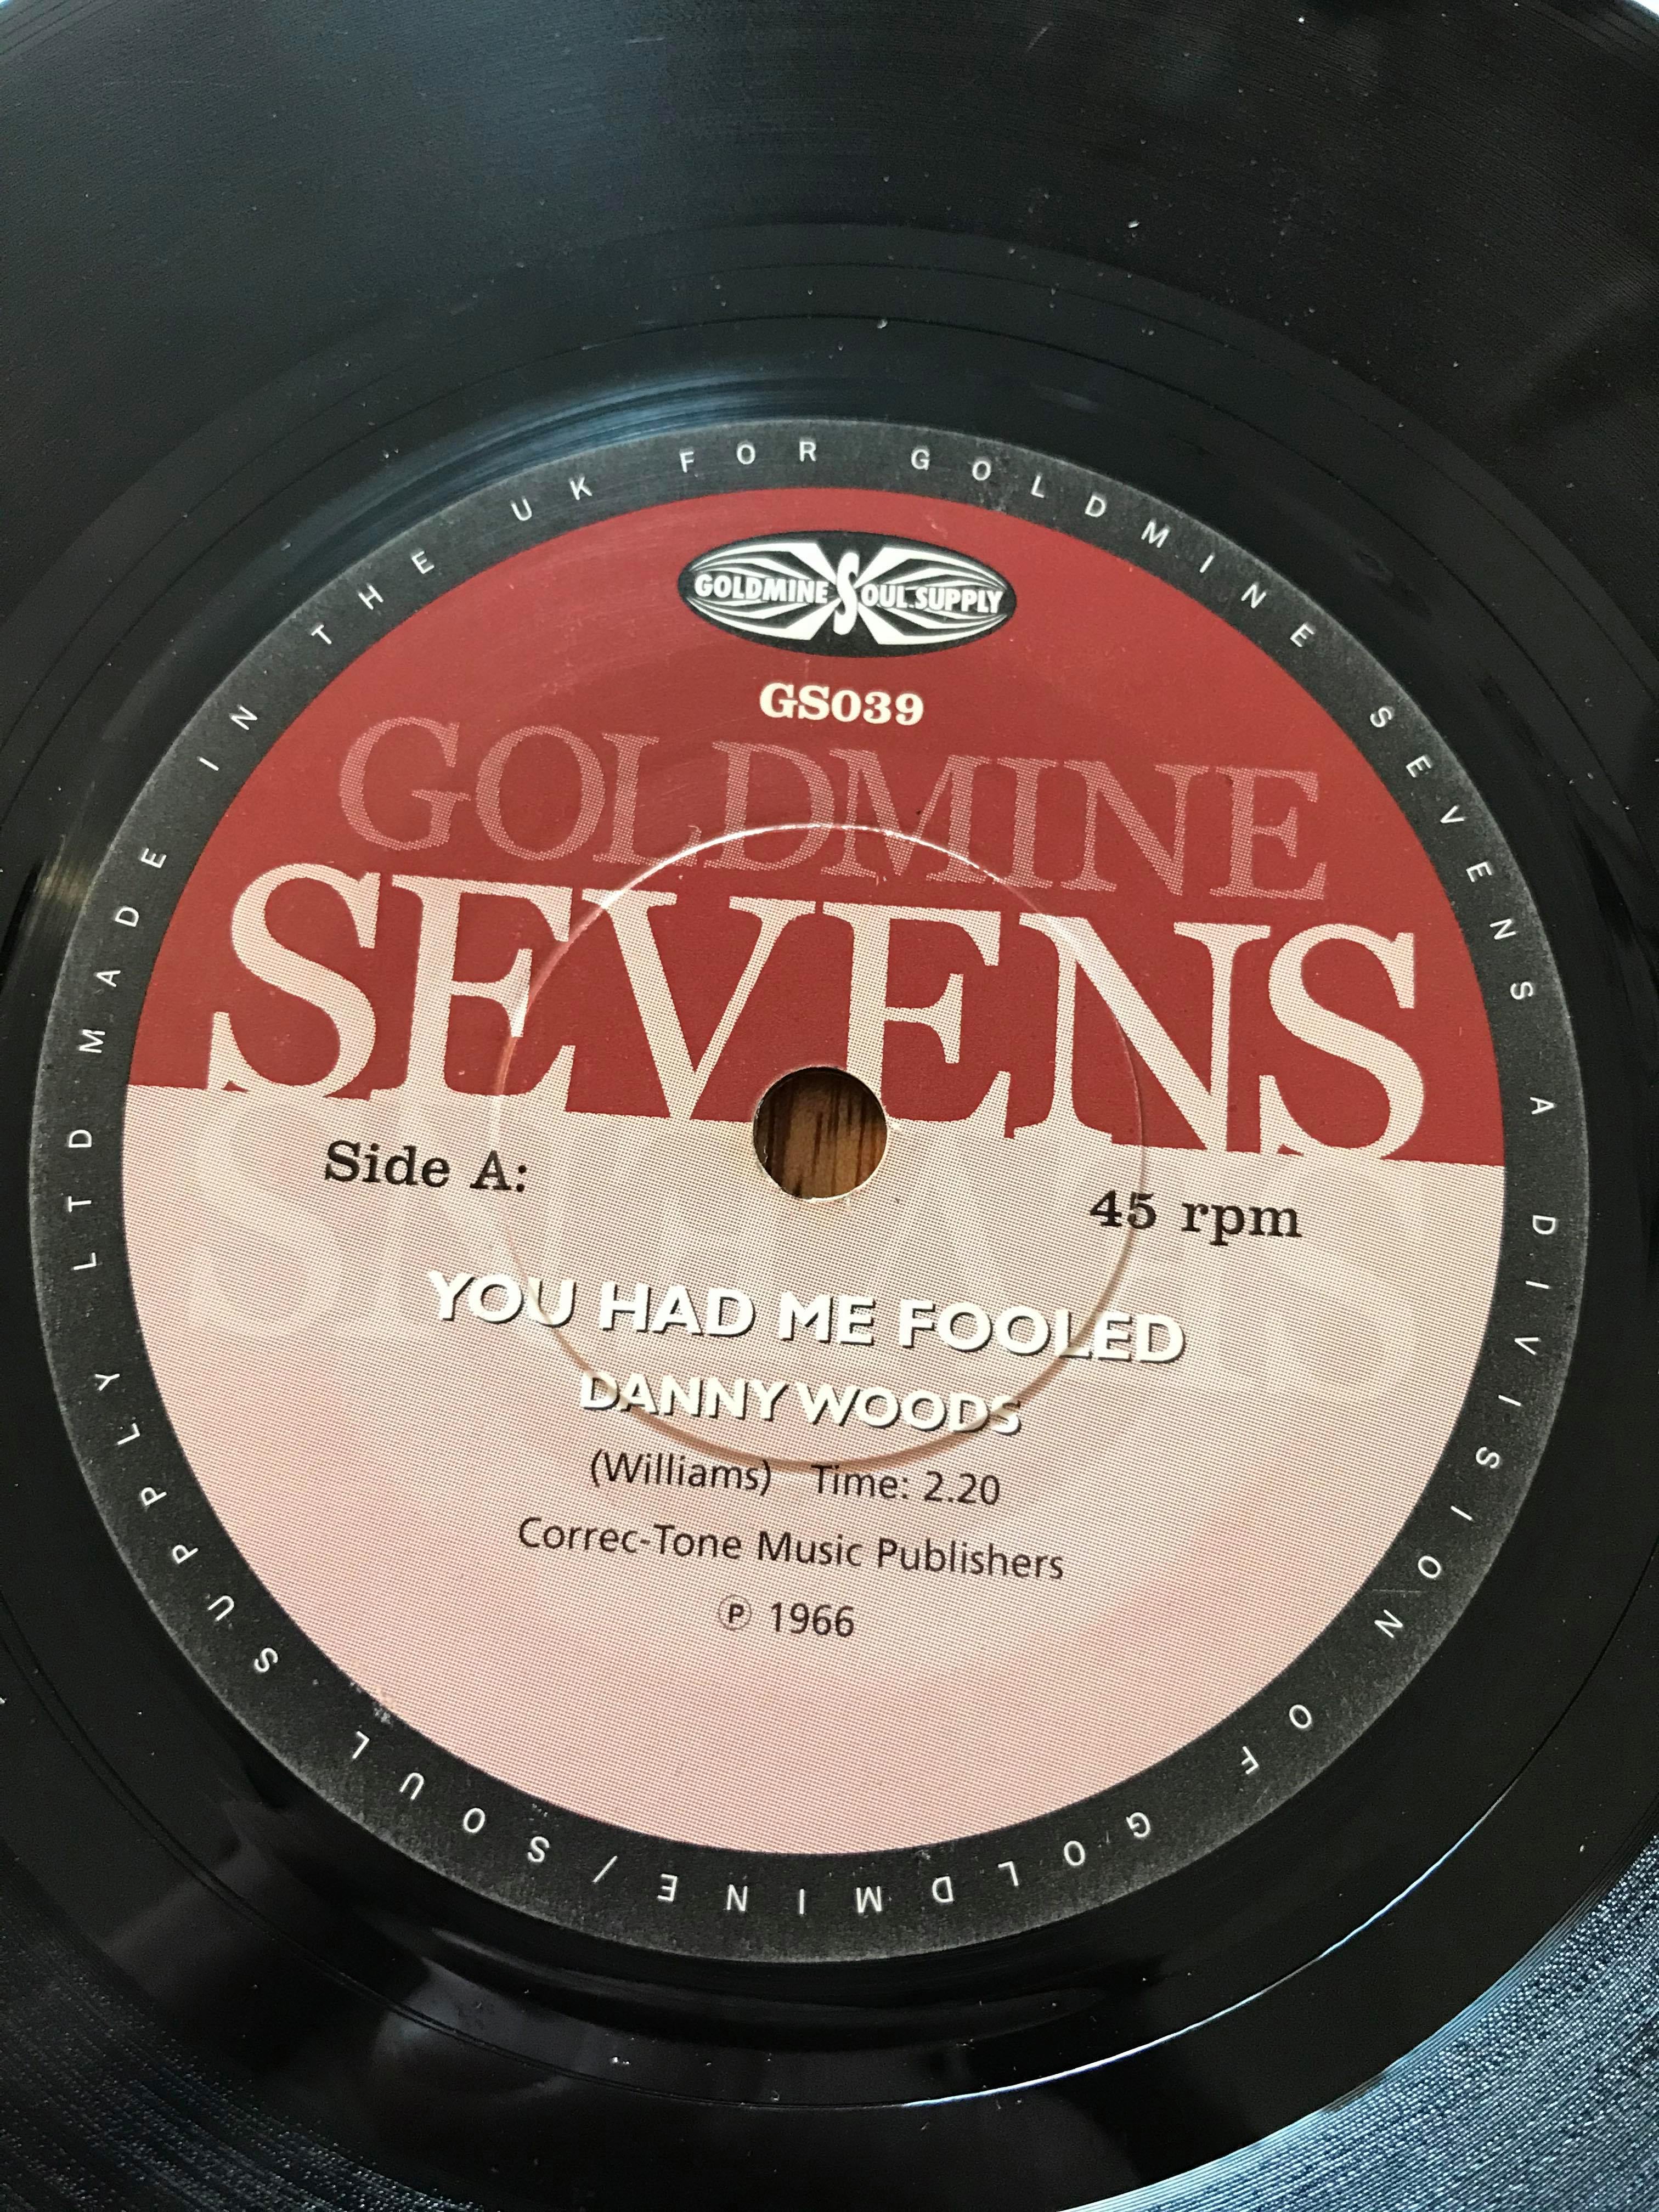 GOLDMINE SOUL SUPPLY
GS039
GOLDMINE
SEVENS
Side A:
45 rpm
YOU HAD ME FOOLED
DANNY WOODS
(Williams) Time: 2.20
Correc-Tone Music Publishers
℗ 1966
MADE IN THE UK FOR GOLDMINE SEVENS A DIVISION OF GOLDMINE/SOUL SUPPLY LTD